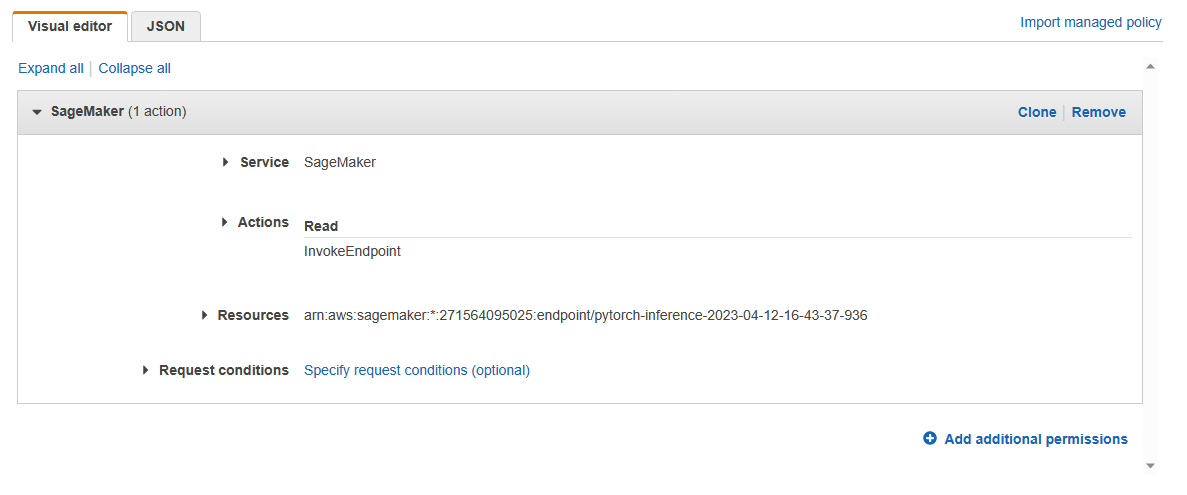 Visual editor JSON Import managed policy
Expand all Collapse all
SageMaker (1 action) Clone Remove
Service SageMaker
Actions Read
InvokeEndpoint
Resources arn:aws:sagemaker:*:271564095025:endpoint/pytorch-inference-2023-04-12-16-43-37-936
Request conditions Specify request conditions (optional)
Add additional permissions